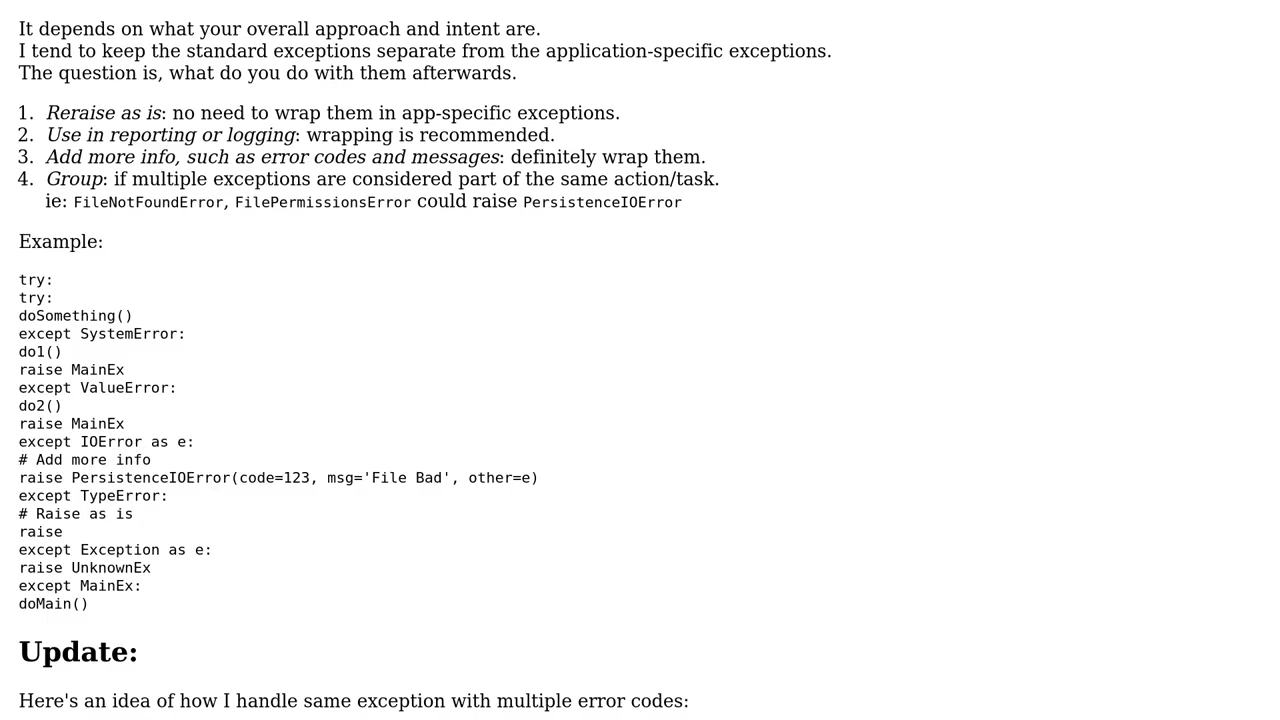 It depends on what your overall approach and intent are.
I tend to keep the standard exceptions separate from the application-specific exceptions.
The question is, what do you do with them afterwards.
1. Reraise as is: no need to wrap them in app-specific exceptions.
2. Use in reporting or logging: wrapping is recommended.
3. Add more info, such as error codes and messages: definitely wrap them.
4. Group: if multiple exceptions are considered part of the same action/task.
ie: FileNotFoundError, FilePermissionsError could raise PersistenceIOError
Example:
try:
try:
doSomething()
except SystemError:
do1()
raise MainEx
except ValueError:
do2()
raise MainEx
except IOError as e:
# Add more info
raise PersistenceIOError(code=123, msg='File Bad', other=e)
except TypeError:
# Raise as is
raise
except Exception as e:
raise UnknownEx
except MainEx:
doMain()
Update:
Here's an idea of how I handle same exception with multiple error codes: